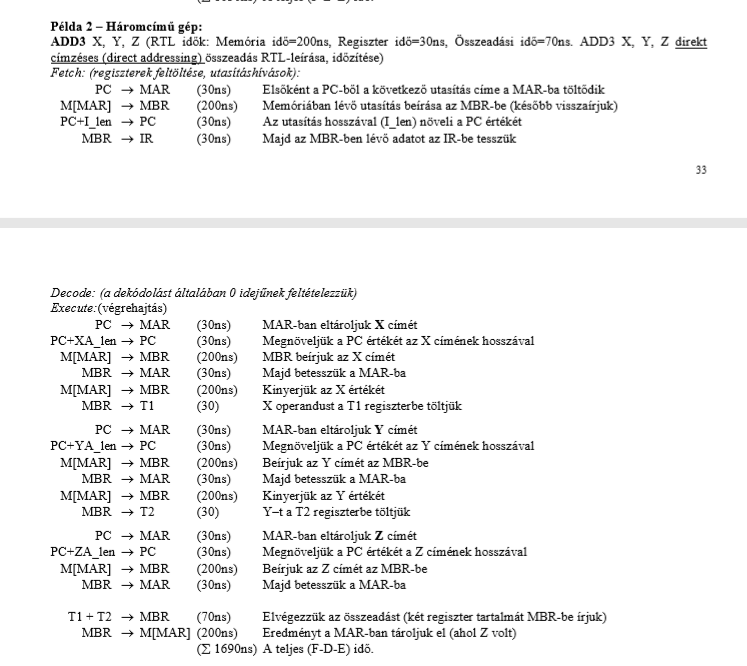 Példa 2 – Háromcímű gép:
ADD3 X, Y, Z (RTL idők: Memória idő=200ns, Regiszter idő=30ns, Összeadási idő=70ns. ADD3 X, Y, Z direkt
címzéses (direct addressing) összeadás RTL-leírása, időzítése)
Fetch: (regiszterek feltöltése, utasításhívások):
PC → MAR (30ns) Elsőként a PC-ből a következő utasítás címe a MAR-ba töltődik
M[MAR] → MBR (200ns) Memóriában lévő utasítás beírása az MBR-be (később visszaírjuk)
PC+I_len → PC (30ns) Az utasítás hosszával (I_len) növeli a PC értékét
MBR → IR (30ns) Majd az MBR-ben lévő adatot az IR-be tesszük
33
Decode: (a dekódolást általában 0 idejűnek feltételezzük)
Execute:(végrehajtás)
PC → MAR (30ns) MAR-ban eltároljuk X címét
PC+XA_len → PC (30ns) Megnöveljük a PC értékét az X címének hosszával
M[MAR] → MBR (200ns) MBR beírjuk az X címét
MBR → MAR (30ns) Majd betesszük a MAR-ba
M[MAR] → MBR (200ns) Kinyerjük az X értékét
MBR → T1 (30) X operandust a T1 regiszterbe töltjük
PC → MAR (30ns) MAR-ban eltároljuk Y címét
PC+YA_len → PC (30ns) Megnöveljük a PC értékét az Y címének hosszával
M[MAR] → MBR (200ns) Beírjuk az Y címét az MBR-be
MBR → MAR (30ns) Majd betesszük a MAR-ba
M[MAR] → MBR (200ns) Kinyerjük az Y értékét
MBR → T2 (30) Y–t a T2 regiszterbe töltjük
PC → MAR (30ns) MAR-ban eltároljuk Z címét
PC+ZA_len → PC (30ns) Megnöveljük a PC értékét a Z címének hosszával
M[MAR] → MBR (200ns) Beírjuk az Z címét az MBR-be
MBR → MAR (30ns) Majd betesszük a MAR-ba
T1 + T2 → MBR (70ns) Elvégezzük az összeadást (két regiszter tartalmát MBR-be írjuk)
MBR → M[MAR] (200ns) Eredményt a MAR-ban tároljuk el (ahol Z volt)
(∑ 1690ns) A teljes (F-D-E) idő.